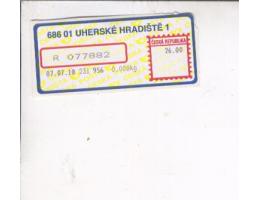 686 01 UHERSKÉ HRADIŠTĚ 1
ČESKÁ REPUBLIKA
R 077882
26.00
07.07.10 231 956 0,000kg